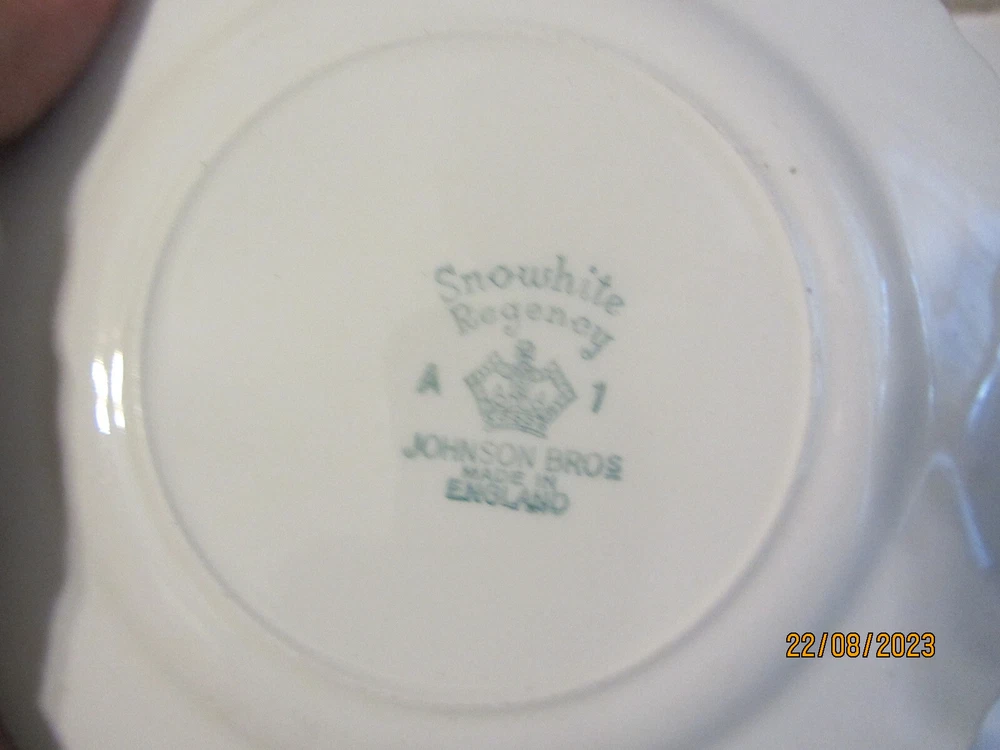 Snowhite
Regency
A 1
JOHNSON BROS
MADE IN
ENGLAND
22/08/2023